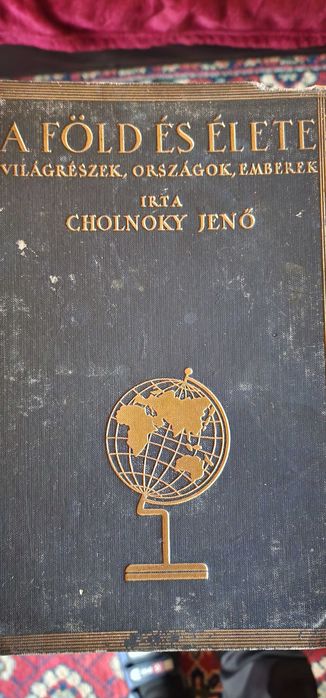 A FÖLD ÉS ÉLETE
VILÁGRÉSZEK, ORSZÁGOK, EMBEREK
IRTA
CHOLNOKY JENŐ